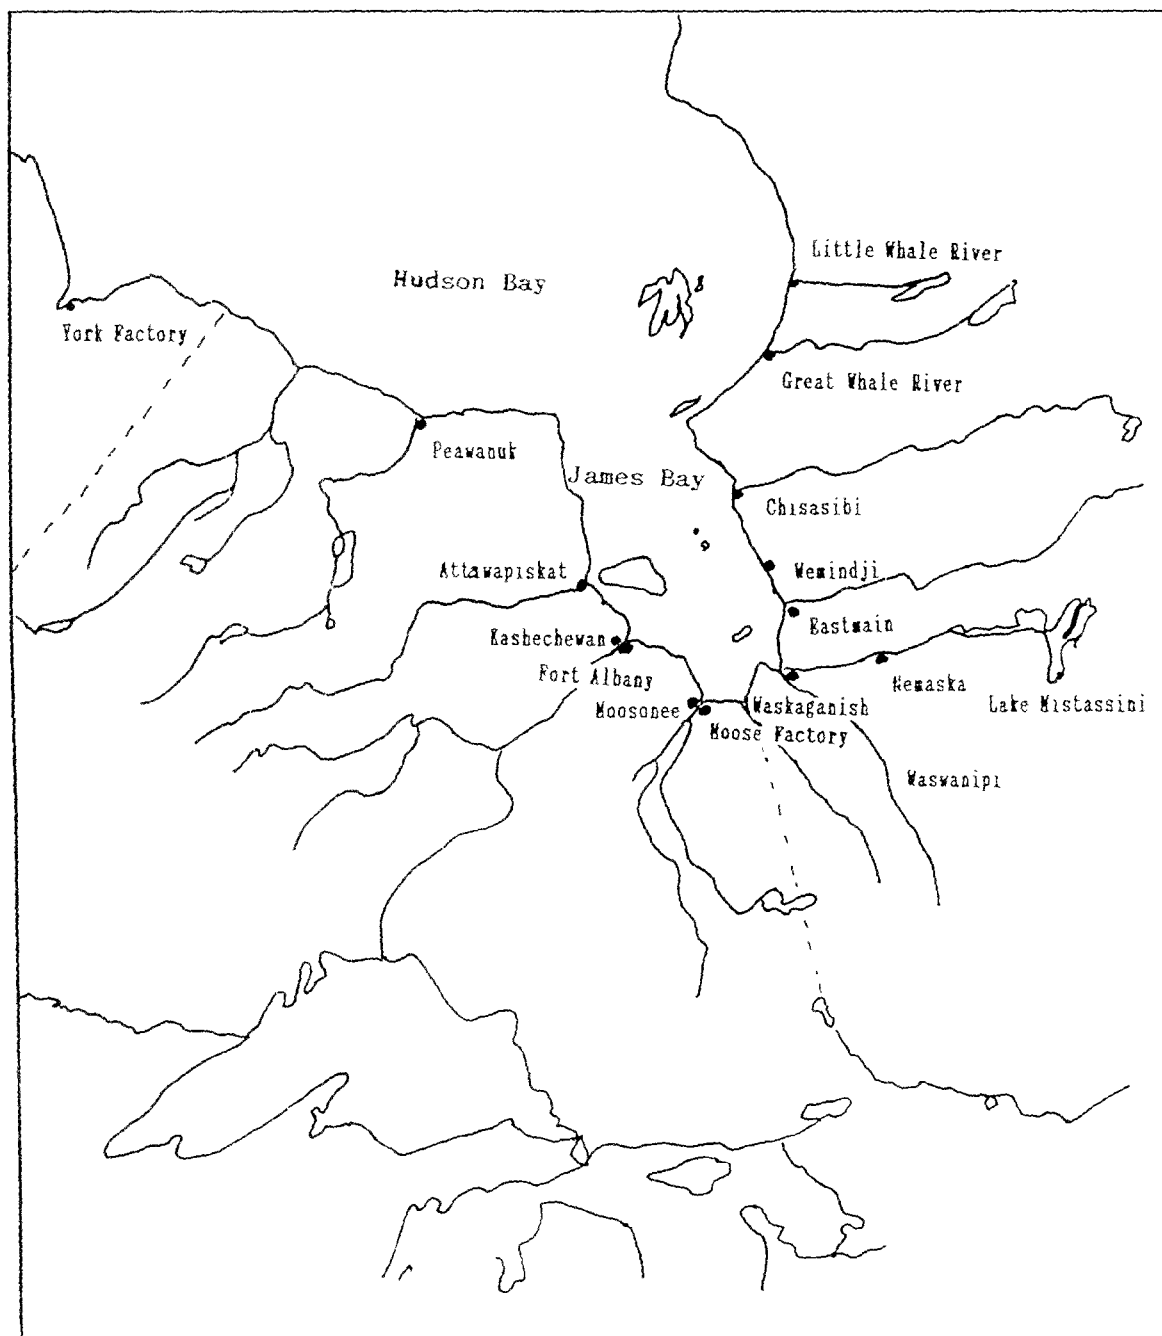 Little Whale River
Hudson Bay
York Factory
Great Whale River
Peawanuk
James Bay
Chisasibi
Attawapiskat
Wemindji
Eastmain
Kashechewan
Fort Albany
Nemaska
Lake Mistassini
Moosonee
Waskaganish
Moose Factory
Waswanipi